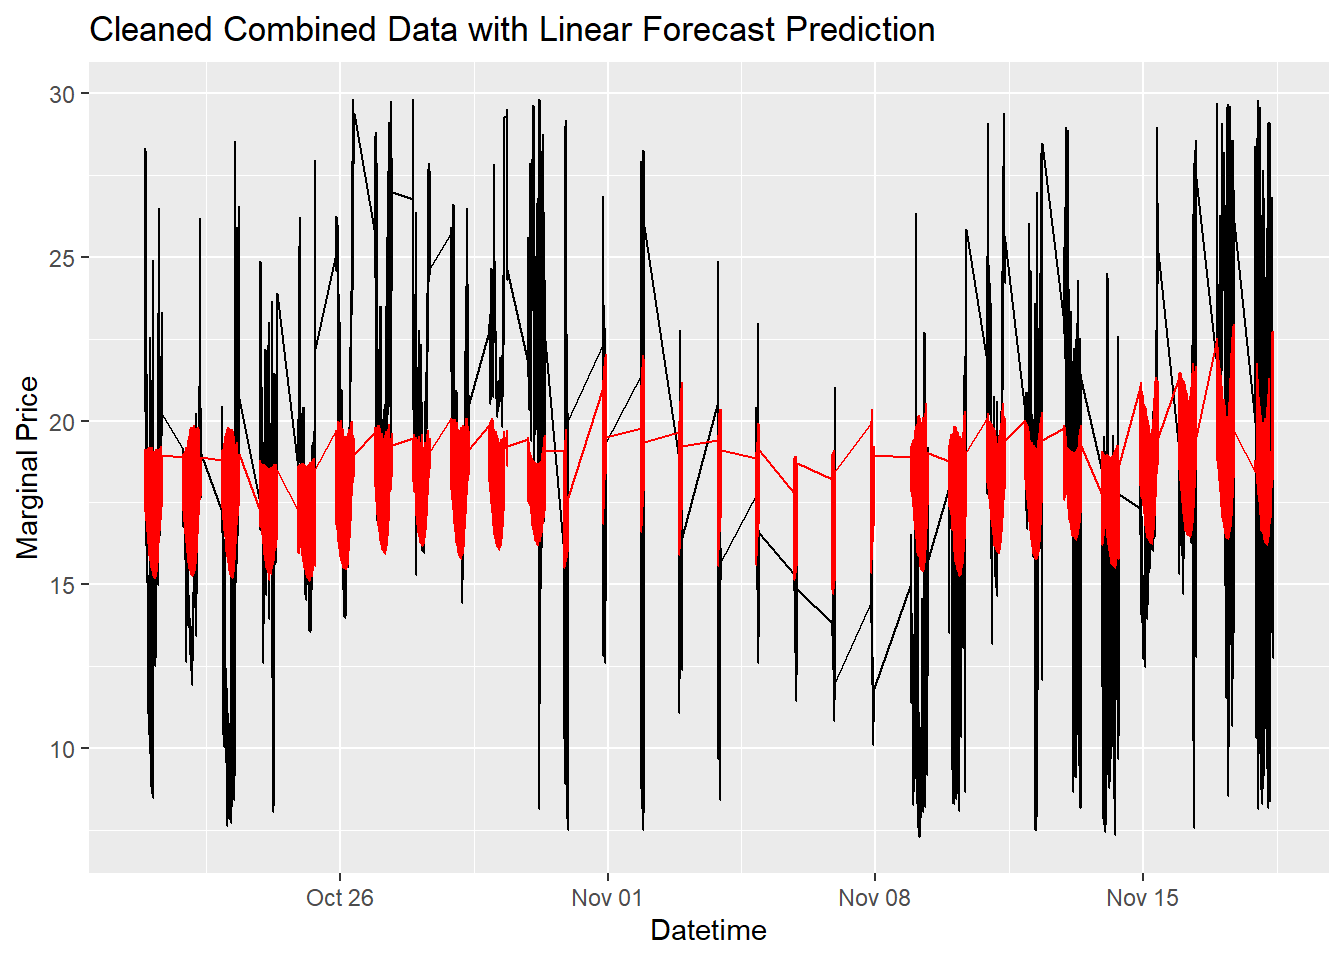 Cleaned Combined Data with Linear Forecast Prediction
30
25
20
15
10
Marginal Price
Oct 26
Nov 01
Nov 08
Nov 15
Datetime